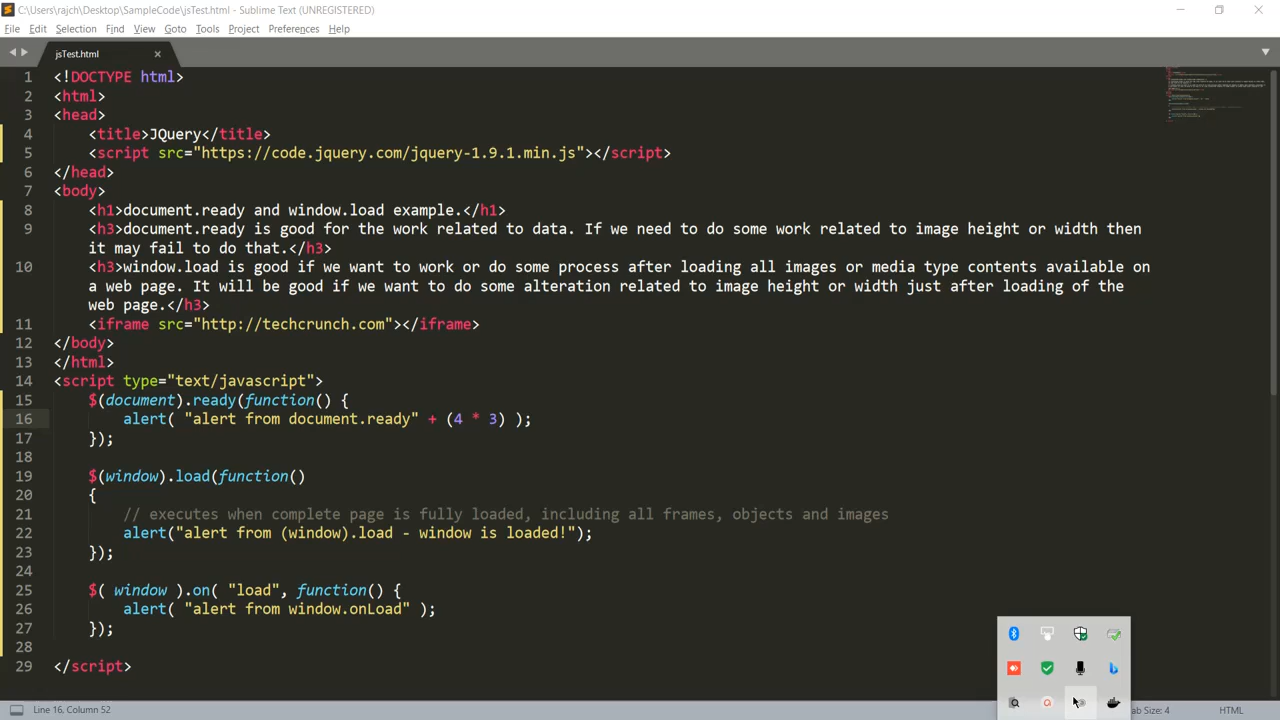 C:\Users\rajch\Desktop\SampleCode\jsTest.html - Sublime Text (UNREGISTERED)
File Edit Selection Find View Goto Tools Project Preferences Help
jsTest.html
1 <!DOCTYPE html>
2 <html>
3 <head>
4 <title>JQuery</title>
5 <script src="https://code.jquery.com/jquery-1.9.1.min.js"></script>
6 </head>
7 <body>
8 <h1>document.ready and window.load example.</h1>
9 <h3>document.ready is good for the work related to data. If we need to do some work related to image height or width then
it may fail to do that.</h3>
10 <h3>window.load is good if we want to work or do some process after loading all images or media type contents available on
a web page. It will be good if we want to do some alteration related to image height or width just after loading of the
web page.</h3>
11 <iframe src="http://techcrunch.com"></iframe>
12 </body>
13 </html>
14 <script type="text/javascript">
15 $(document).ready(function() {
16 alert( "alert from document.ready" + (4 * 3) );
17 });
18
19 $(window).load(function()
20 {
21 // executes when complete page is fully loaded, including all frames, objects and images
22 alert("alert from (window).load - window is loaded!");
23 });
24
25 $( window ).on( "load", function() {
26 alert( "alert from window.onLoad" );
27 });
28
29 </script>
Line 16, Column 52
ab Size: 4
HTML